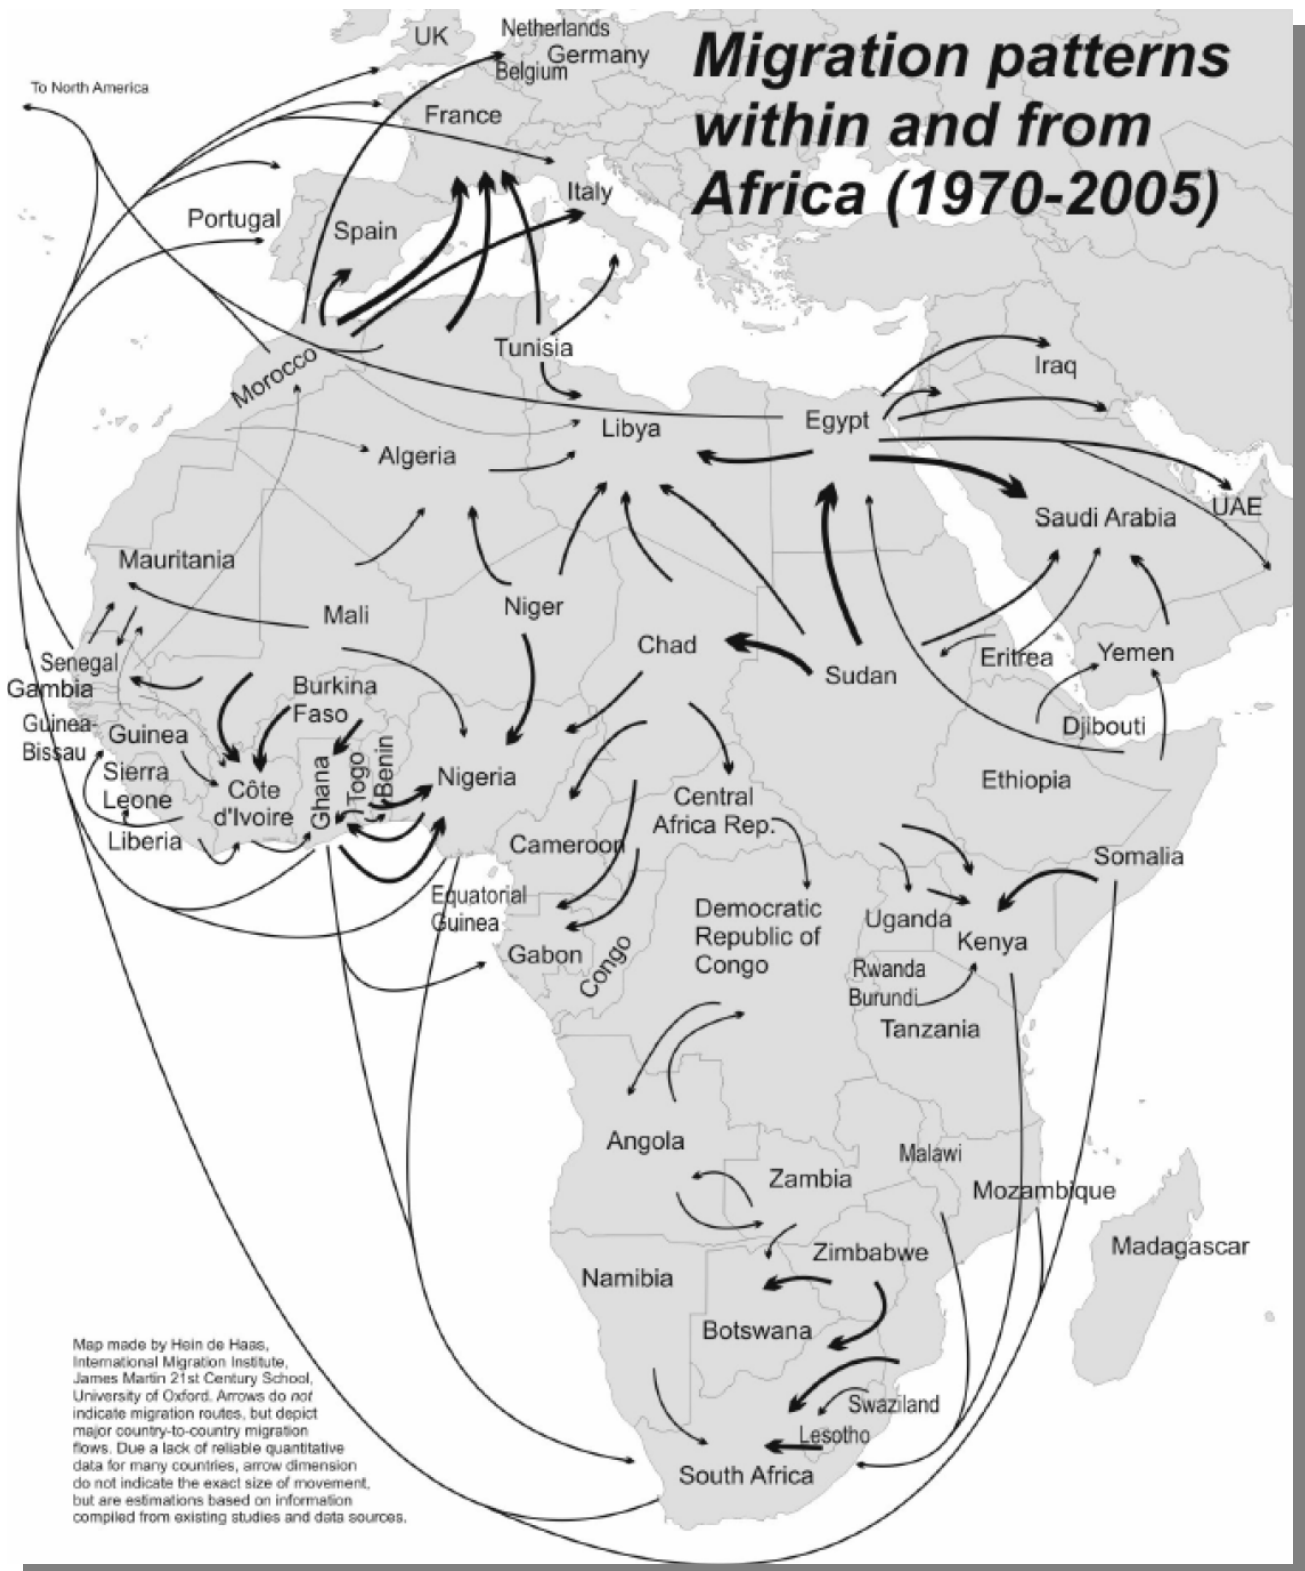 Migration patterns
within and from
Africa (1970-2005)
UK
Netherlands
Germany
Belgium
To North America
France
Italy
Portugal
Spain
Tunisia
Morocco
Iraq
Libya
Egypt
Algeria
UAE
Saudi Arabia
Mauritania
Niger
Mali
Chad
Yemen
Eritrea
Senegal
Sudan
Gambia
Burkina
Faso
Guinea-
Bissau
Guinea
Djibouti
Benin
Togo
Ghana
Sierra
Leone
Nigeria
Ethiopia
Côte
d'Ivoire
Central
Africa Rep.
Liberia
Cameroon
Somalia
Equatorial
Guinea
Democratic
Republic of
Congo
Uganda
Kenya
Gabon
Congo
Rwanda
Burundi
Tanzania
Angola
Malawi
Zambia
Mozambique
Madagascar
Zimbabwe
Namibia
Botswana
Swaziland
Lesotho
South Africa
Map made by Hein de Haas,
International Migration Institute,
James Martin 21st Century School,
University of Oxford. Arrows do not
indicate migration routes, but depict
major country-to-country migration
flows. Due a lack of reliable quantitative
data for many countries, arrow dimension
do not indicate the exact size of movement,
but are estimations based on information
compiled from existing studies and data sources.